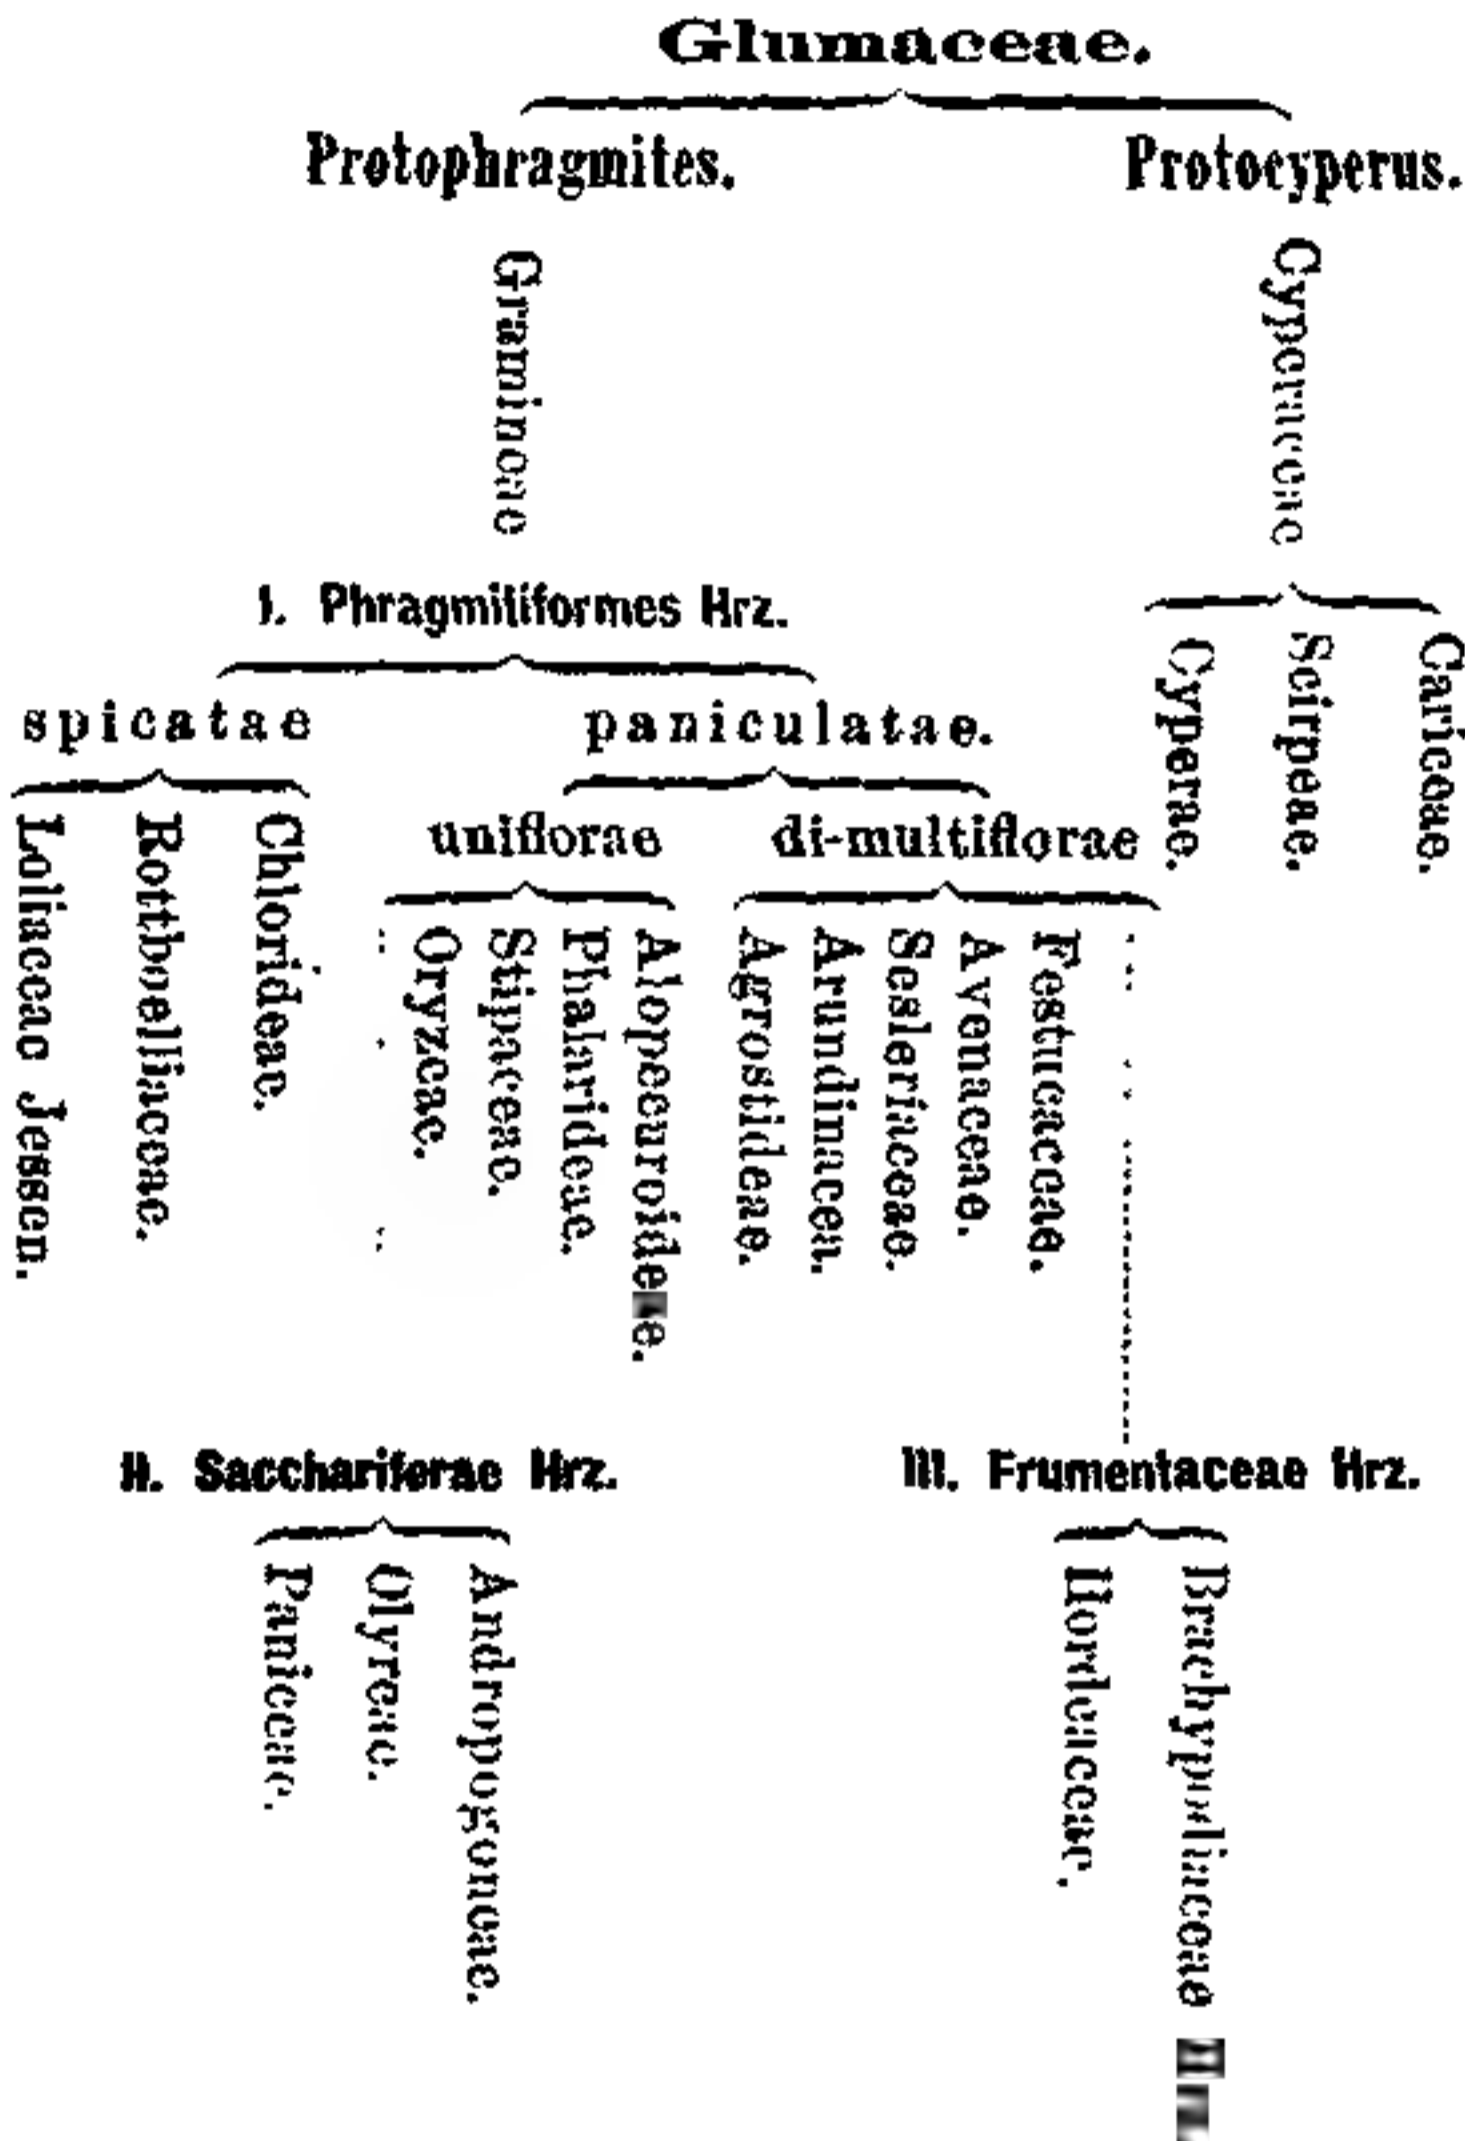 Glumaceae.
Protophragmites.
Protocyperus.
Gramineae
Cyperaceae
I. Phragmitiformes Hrz.
Cyperae.
Scirpeae.
Cariceae.
spicatae
paniculatae.
Loliaceae Jessen.
Rottboelliaceae.
Chlorideae.
uniflorae
di-multiflorae
Oryzeae.
Stipaceae.
Phalarideae.
Alopecuroideae.
Agrostideae.
Arundinacea.
Sesleriaceae.
Avenaceae.
Festucaceae.
II. Sacchariferae Hrz.
III. Frumentaceae Hrz.
Paniceae.
Olyreae.
Andropogoneae.
Hordeaceae.
Brachypodiaceae